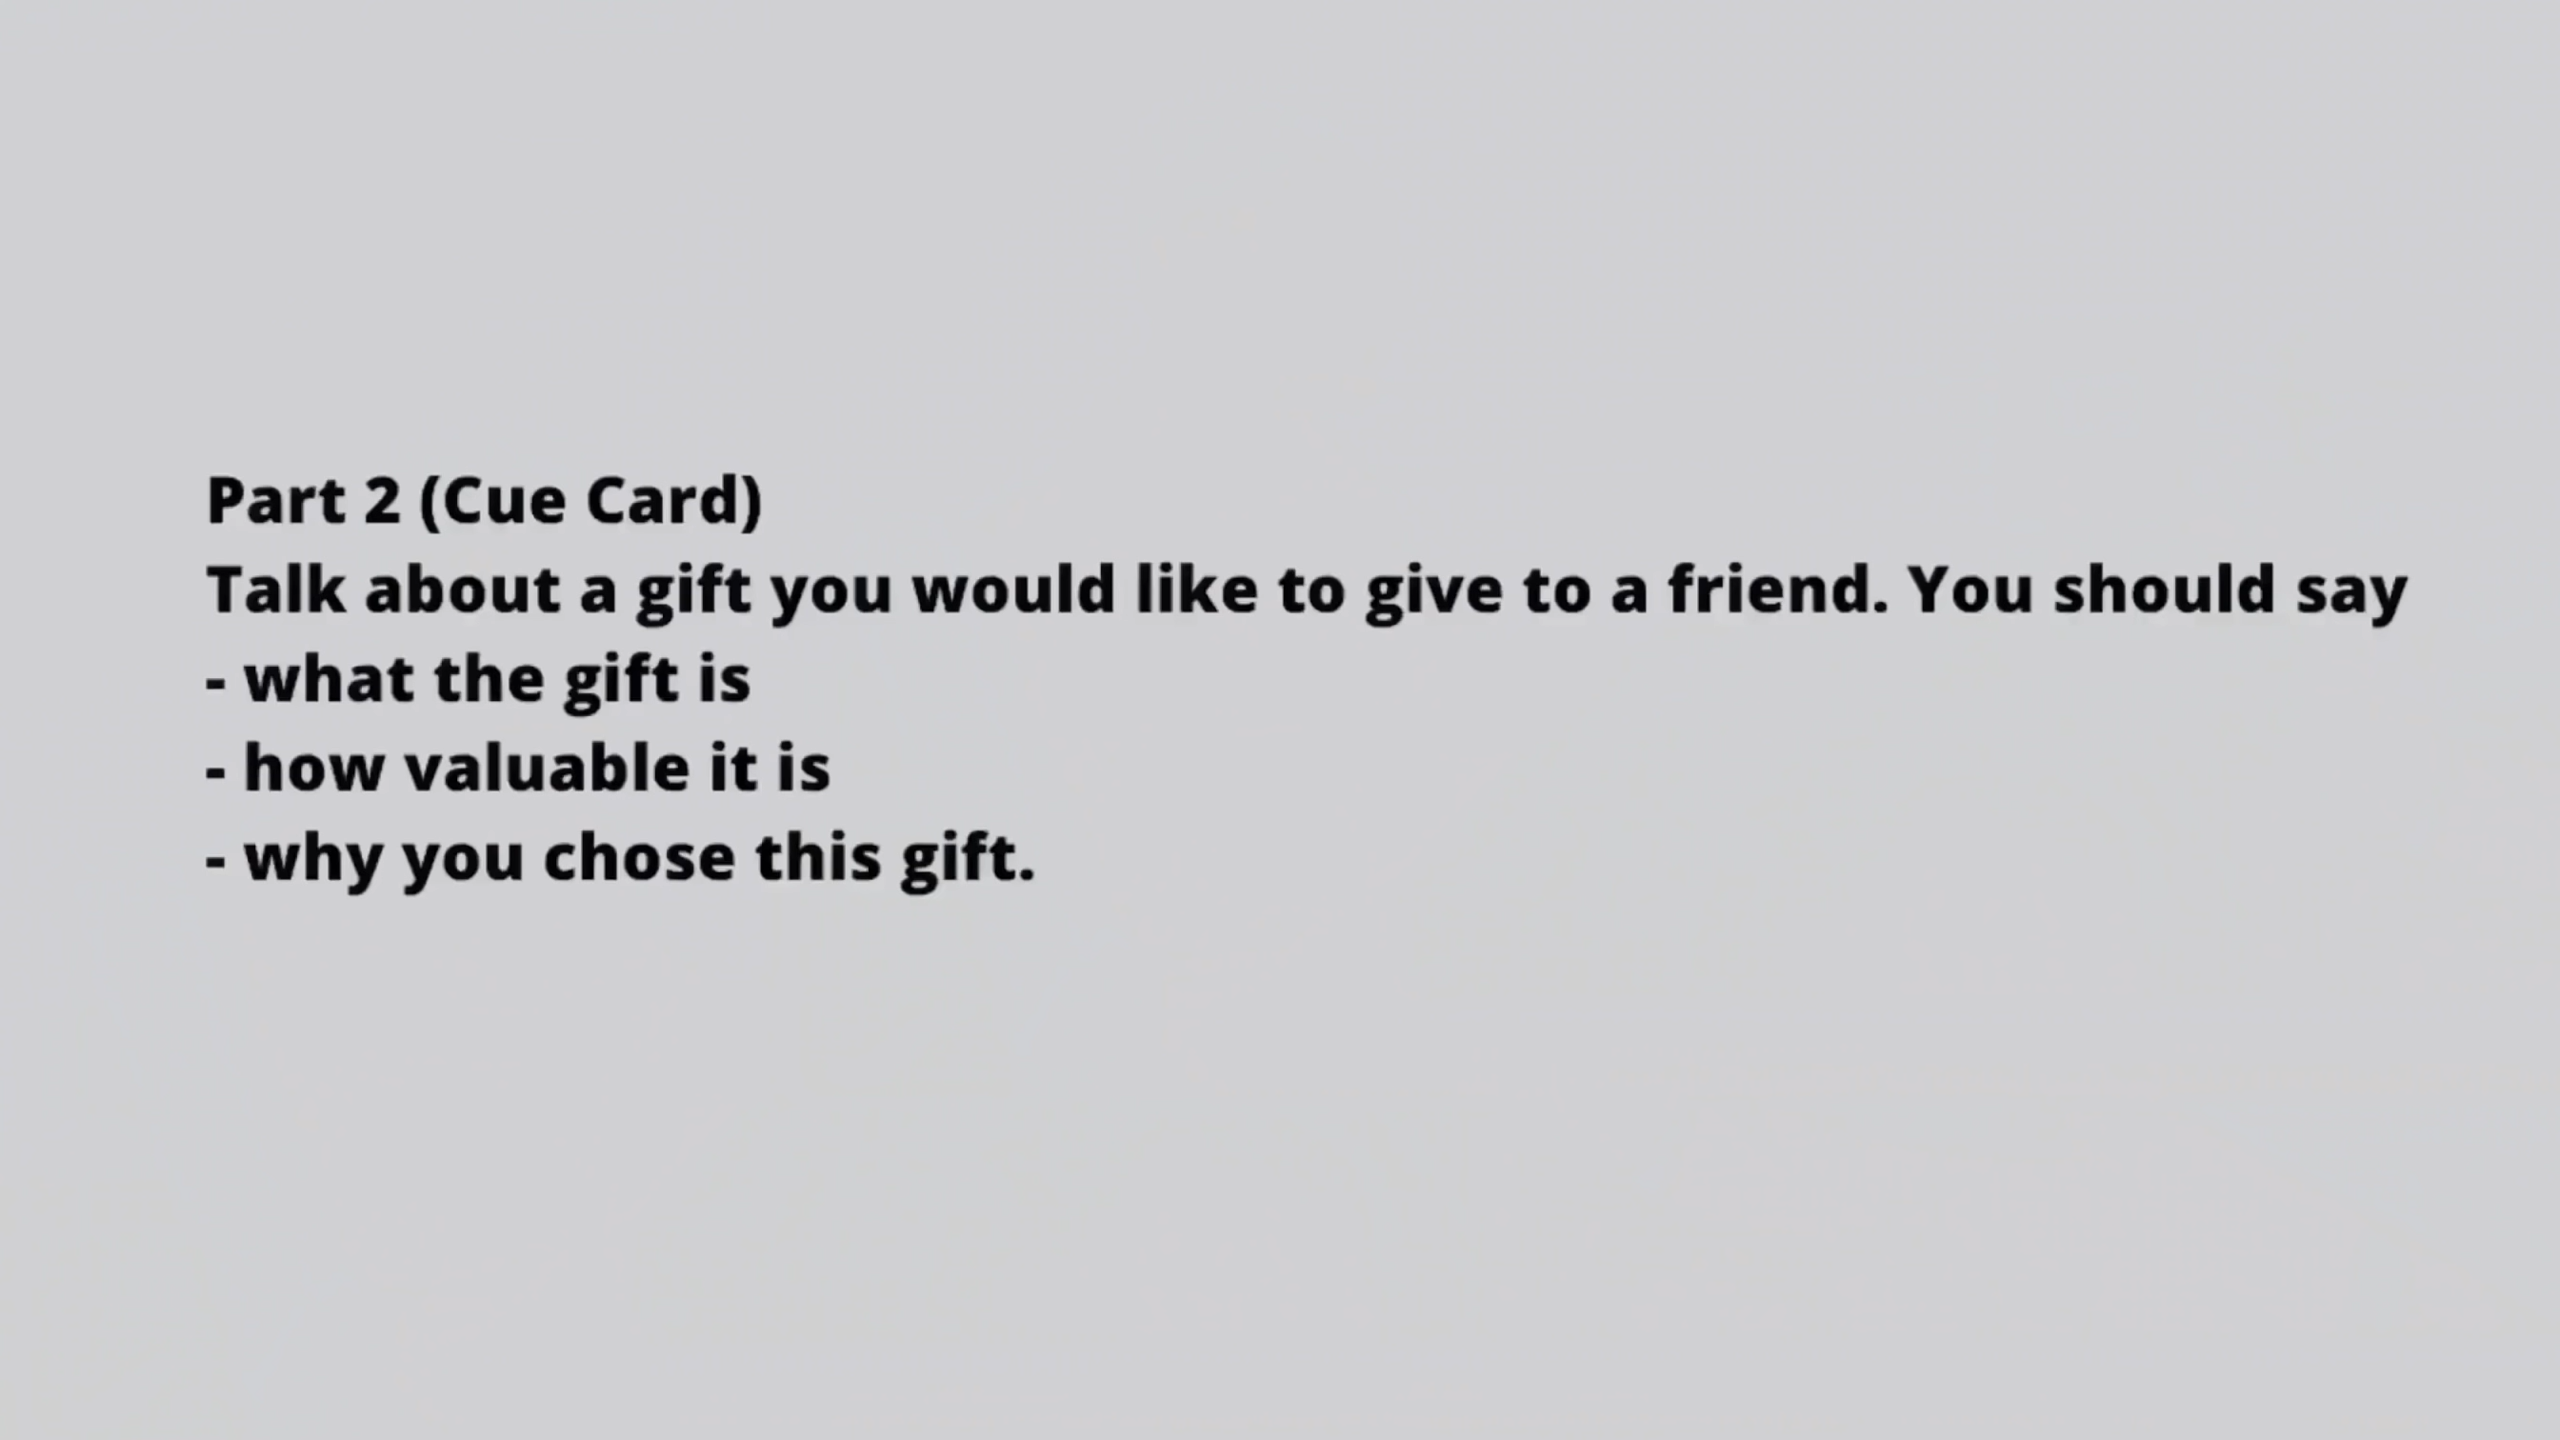 Part 2 (Cue Card)
Talk about a gift you would like to give to a friend. You should say
- what the gift is
- how valuable it is
- why you chose this gift.